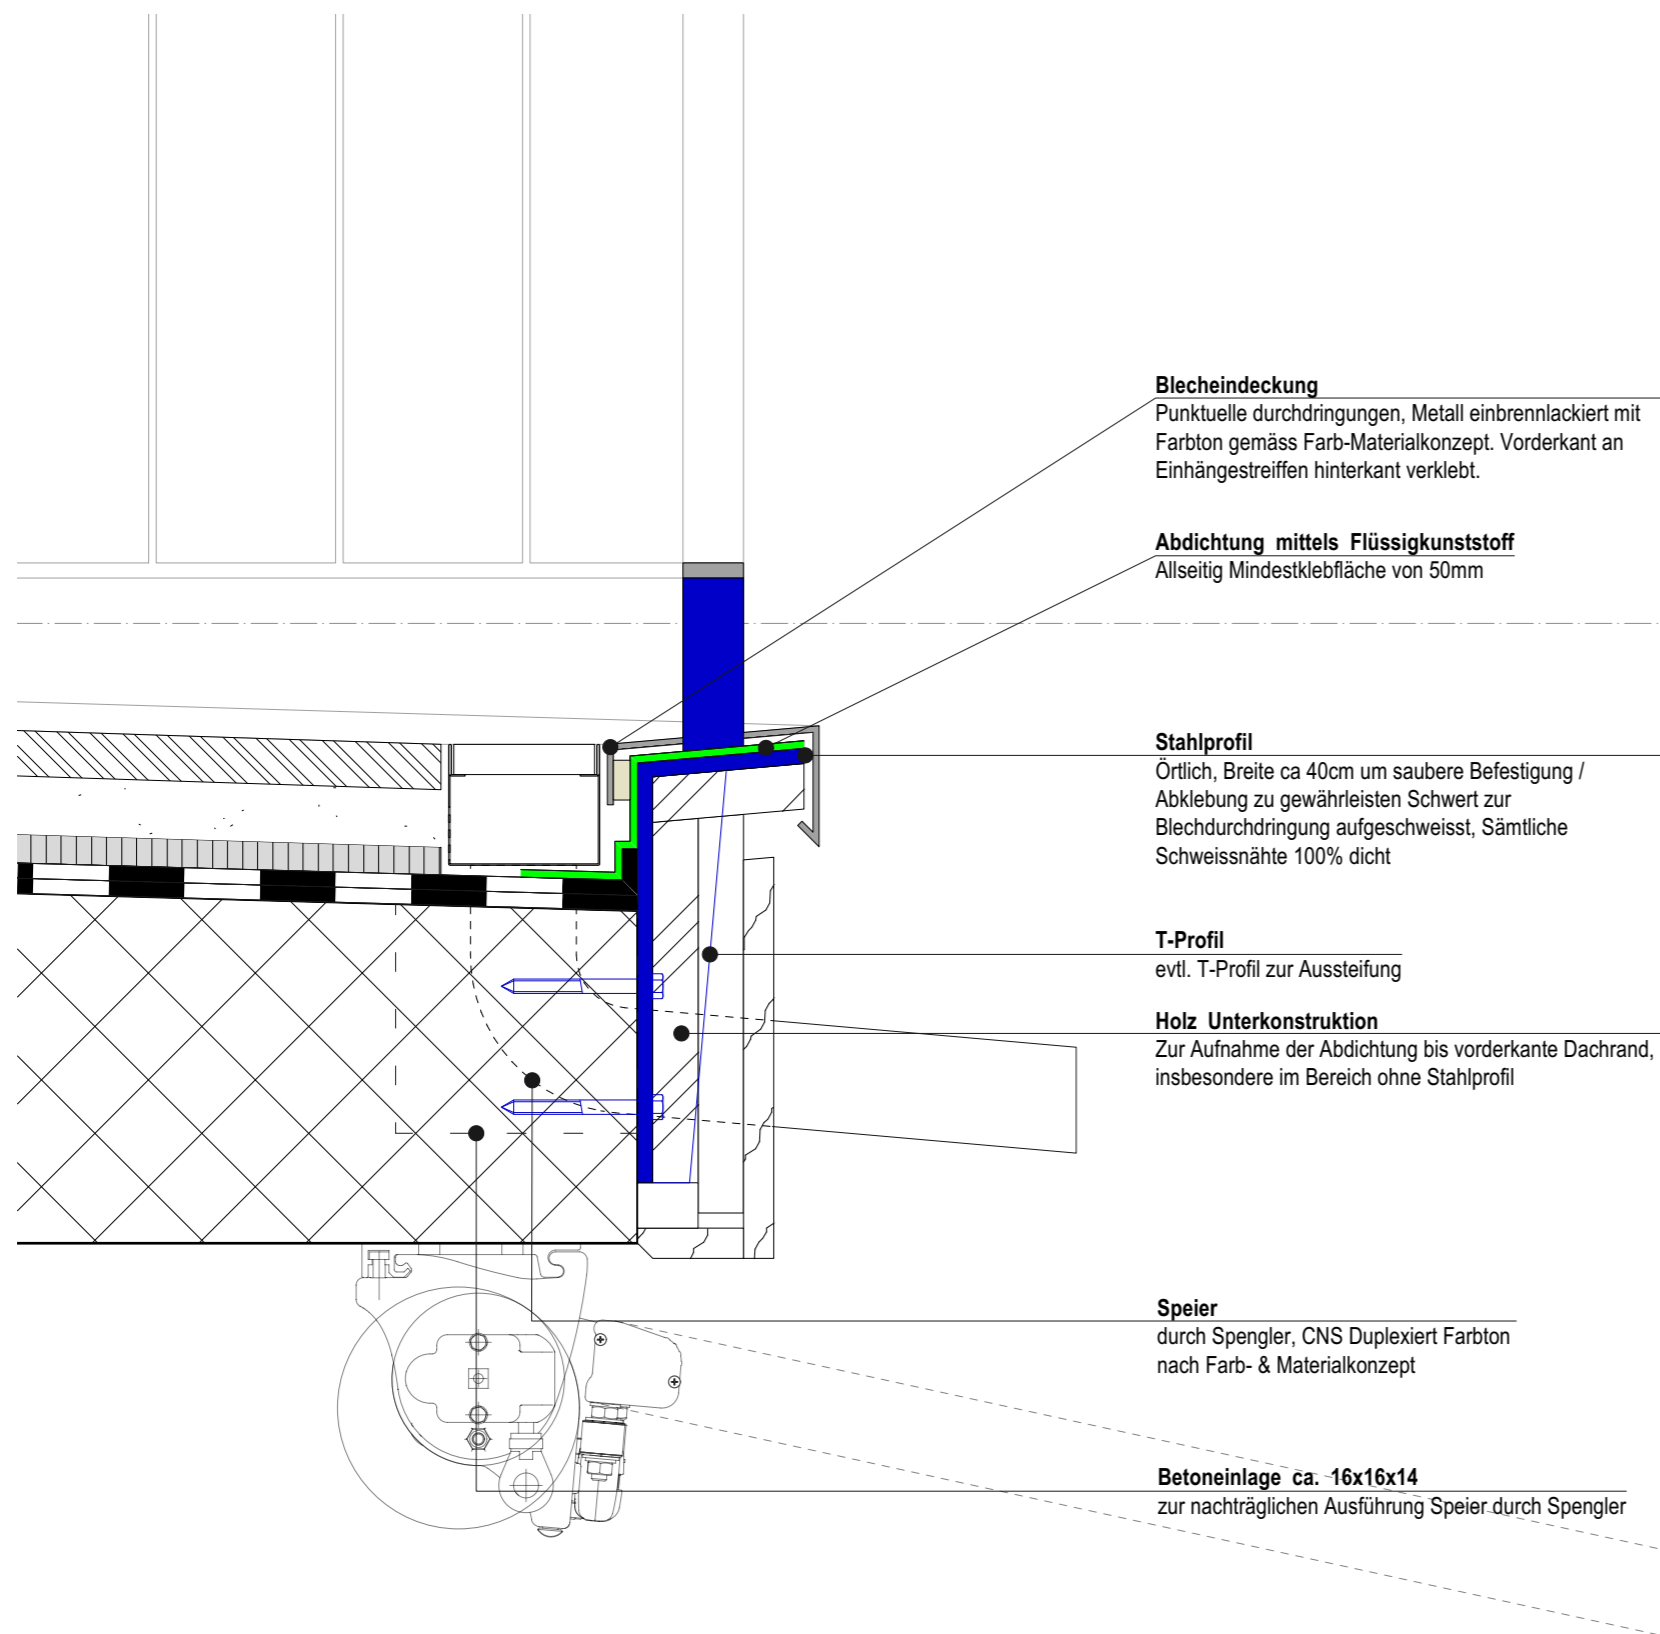 Blecheindeckung
Punktuelle durchdringungen, Metall einbrennlackiert mit
Farbton gemäss Farb-Materialkonzept. Vorderkant an
Einhängestreiffen hinterkant verklebt.
Abdichtung mittels Flüssigkunststoff
Allseitig Mindestklebfläche von 50mm
Stahlprofil
Örtlich, Breite ca 40cm um saubere Befestigung /
Abklebung zu gewährleisten Schwert zur
Blechdurchdringung aufgeschweisst, Sämtliche
Schweissnähte 100% dicht
T-Profil
evtl. T-Profil zur Aussteifung
Holz Unterkonstruktion
Zur Aufnahme der Abdichtung bis vorderkante Dachrand,
insbesondere im Bereich ohne Stahlprofil
Speier
durch Spengler, CNS Duplexiert Farbton
nach Farb- & Materialkonzept
Betoneinlage ca. 16x16x14
zur nachträglichen Ausführung Speier durch Spengler